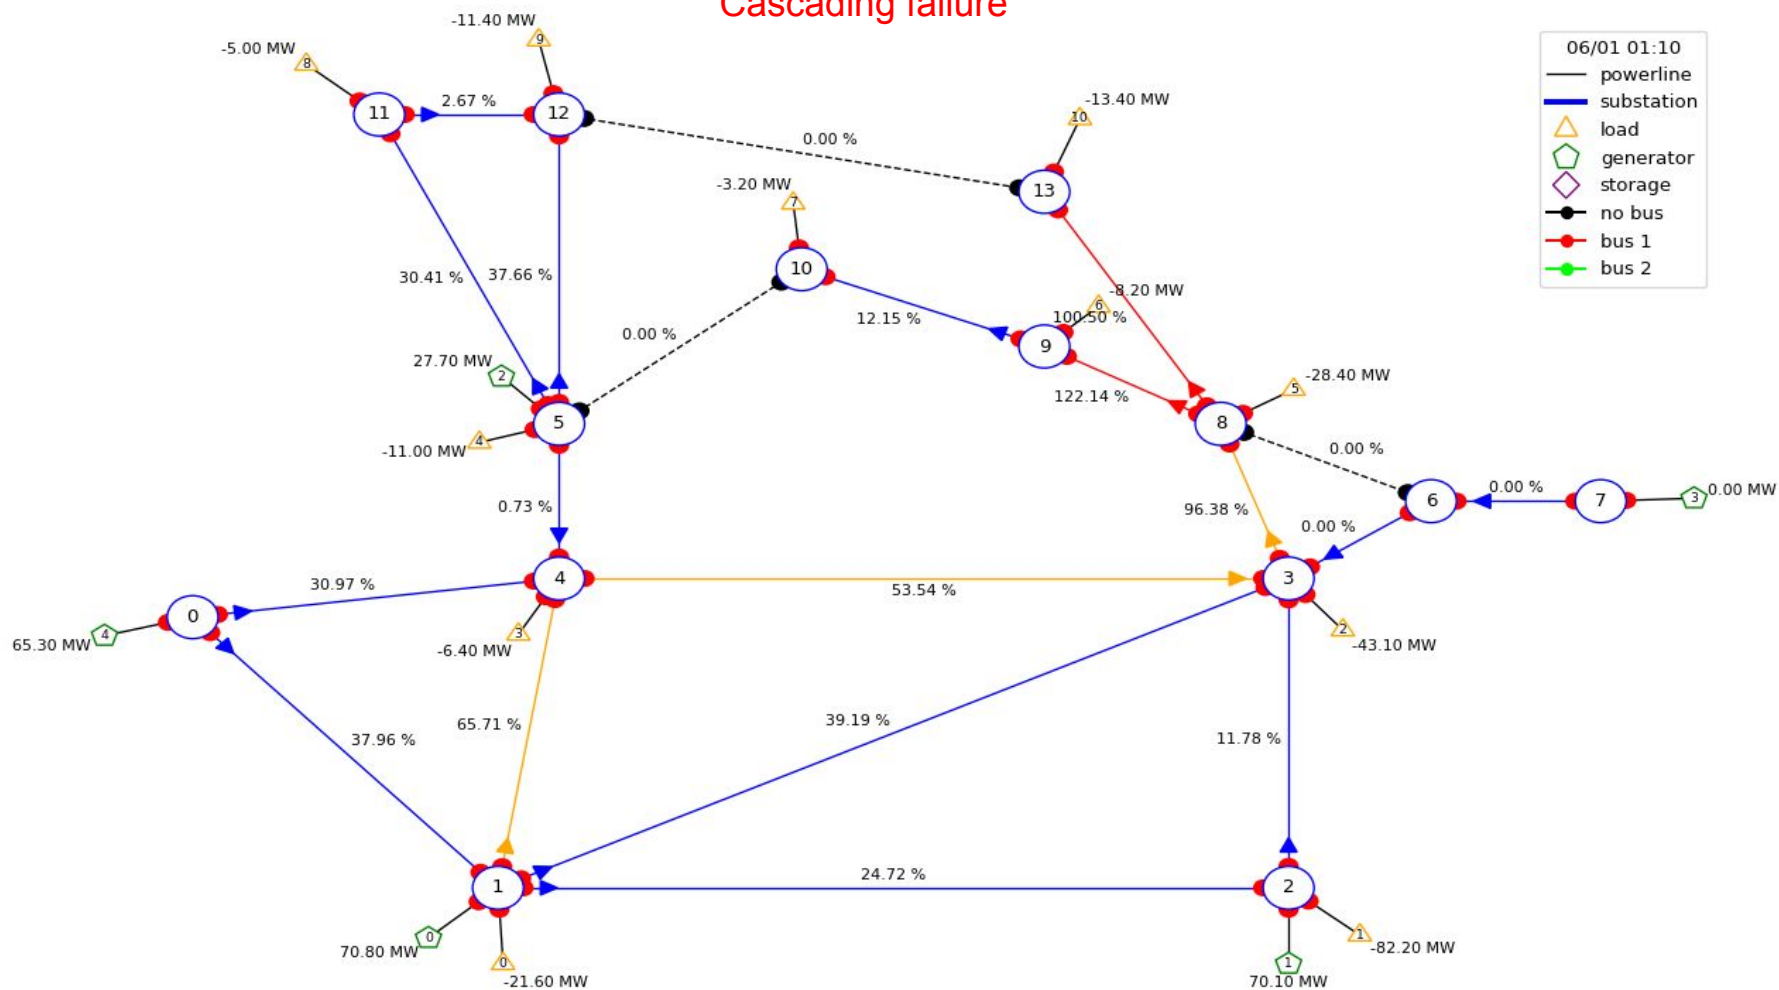 Cascading failure
-11.40 MW
9
-5.00 MW
8
06/01 01:10
powerline
substation
load
generator
storage
no bus
bus 1
bus 2
11
2.67 %
12
-13.40 MW
10
0.00 %
13
-3.20 MW
7
10
30.41 %
37.66 %
-8.20 MW
6
100.50 %
12.15 %
0.00 %
9
27.70 MW
2
-28.40 MW
5
122.14 %
5
8
4
-11.00 MW
0.00 %
0.73 %
96.38 %
6
0.00 %
7
3
0.00 MW
0.00 %
4
3
30.97 %
53.54 %
0
65.30 MW
4
3
-6.40 MW
2
-43.10 MW
65.71 %
39.19 %
37.96 %
11.78 %
24.72 %
1
2
70.80 MW
0
0
-21.60 MW
1
-82.20 MW
1
70.10 MW